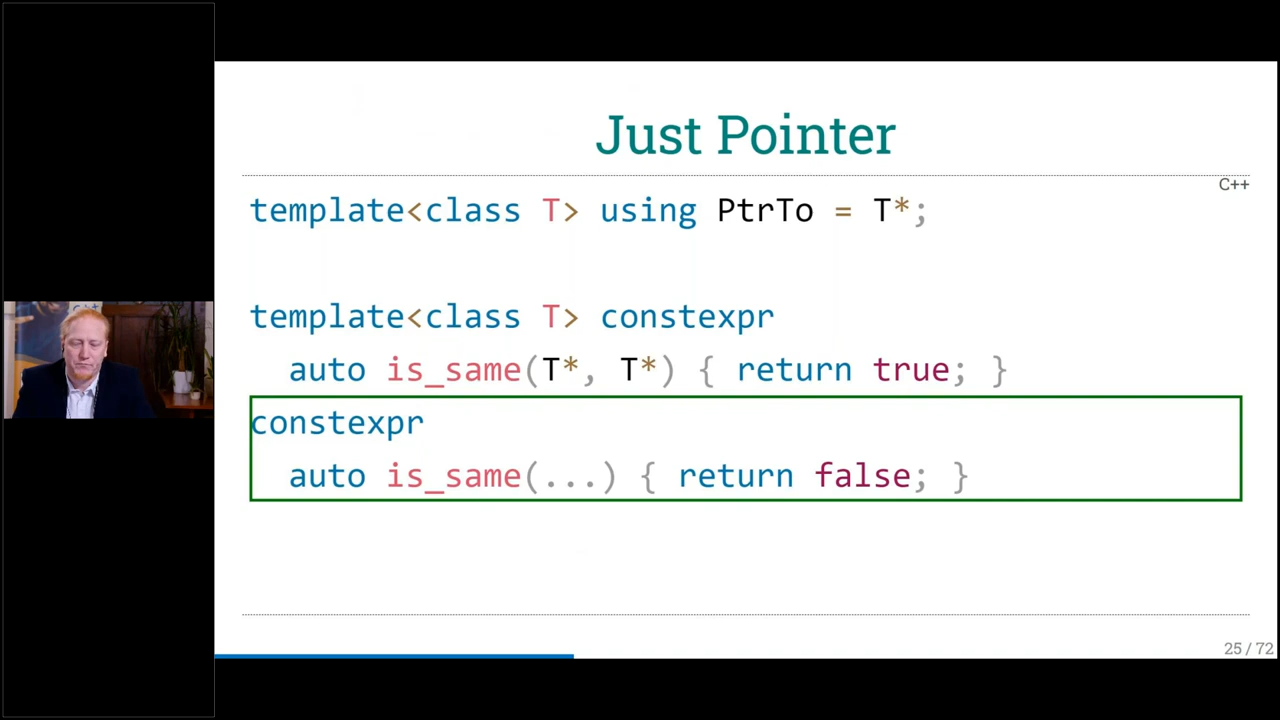 Just Pointer
C++
template<class T> using PtrTo = T*;
template<class T> constexpr
auto is_same(T*, T*) { return true; }
constexpr
auto is_same(...) { return false; }
25 / 72